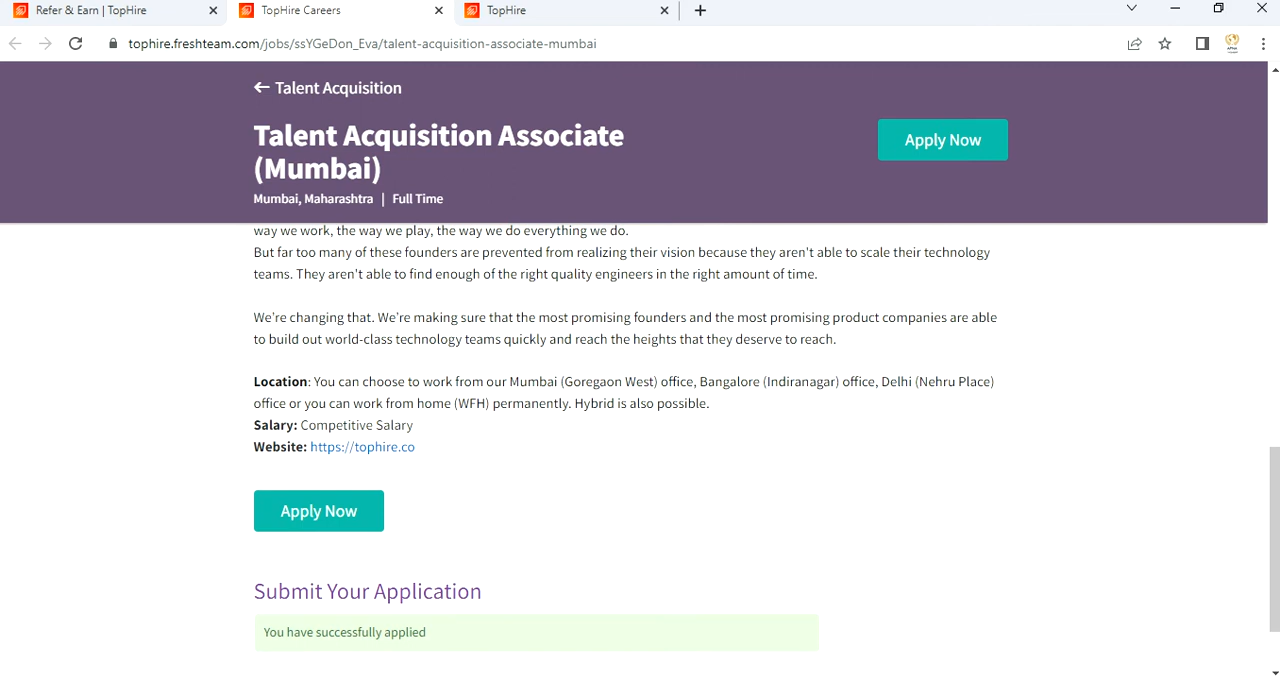 Refer & Earn | TopHire
TopHire Careers
TopHire
tophire.freshteam.com/jobs/ssYGeDon_Eva/talent-acquisition-associate-mumbai
← Talent Acquisition
Talent Acquisition Associate
(Mumbai)
Mumbai, Maharashtra | Full Time
Apply Now
way we work, the way we play, the way we do everything we do.
But far too many of these founders are prevented from realizing their vision because they aren't able to scale their technology
teams. They aren't able to find enough of the right quality engineers in the right amount of time.
We're changing that. We're making sure that the most promising founders and the most promising product companies are able
to build out world-class technology teams quickly and reach the heights that they deserve to reach.
Location: You can choose to work from our Mumbai (Goregaon West) office, Bangalore (Indiranagar) office, Delhi (Nehru Place)
office or you can work from home (WFH) permanently. Hybrid is also possible.
Salary: Competitive Salary
Website: https://tophire.co
Apply Now
Submit Your Application
You have successfully applied